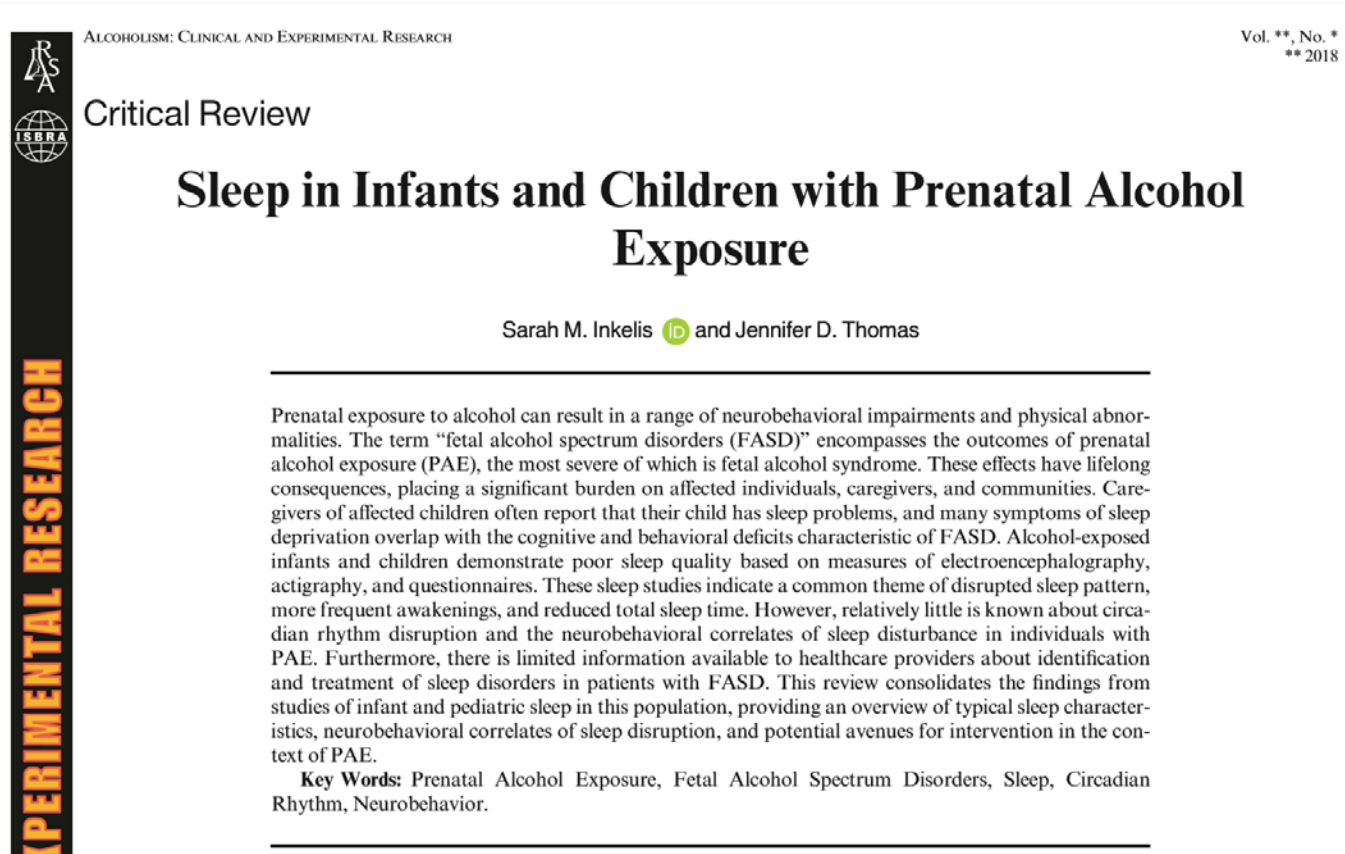 ALCOHOLISM: CLINICAL AND EXPERIMENTAL RESEARCH
Vol. **, No. *
** 2018
RSA
ISBRA
Critical Review
Sleep in Infants and Children with Prenatal Alcohol
Exposure
Sarah M. Inkelis iD and Jennifer D. Thomas
Prenatal exposure to alcohol can result in a range of neurobehavioral impairments and physical abnor-
malities. The term “fetal alcohol spectrum disorders (FASD)” encompasses the outcomes of prenatal
alcohol exposure (PAE), the most severe of which is fetal alcohol syndrome. These effects have lifelong
consequences, placing a significant burden on affected individuals, caregivers, and communities. Care-
givers of affected children often report that their child has sleep problems, and many symptoms of sleep
deprivation overlap with the cognitive and behavioral deficits characteristic of FASD. Alcohol-exposed
infants and children demonstrate poor sleep quality based on measures of electroencephalography,
actigraphy, and questionnaires. These sleep studies indicate a common theme of disrupted sleep pattern,
more frequent awakenings, and reduced total sleep time. However, relatively little is known about circa-
dian rhythm disruption and the neurobehavioral correlates of sleep disturbance in individuals with
PAE. Furthermore, there is limited information available to healthcare providers about identification
and treatment of sleep disorders in patients with FASD. This review consolidates the findings from
studies of infant and pediatric sleep in this population, providing an overview of typical sleep character-
istics, neurobehavioral correlates of sleep disruption, and potential avenues for intervention in the con-
text of PAE.
Key Words: Prenatal Alcohol Exposure, Fetal Alcohol Spectrum Disorders, Sleep, Circadian
Rhythm, Neurobehavior.
XPERIMENTAL RESEARCH